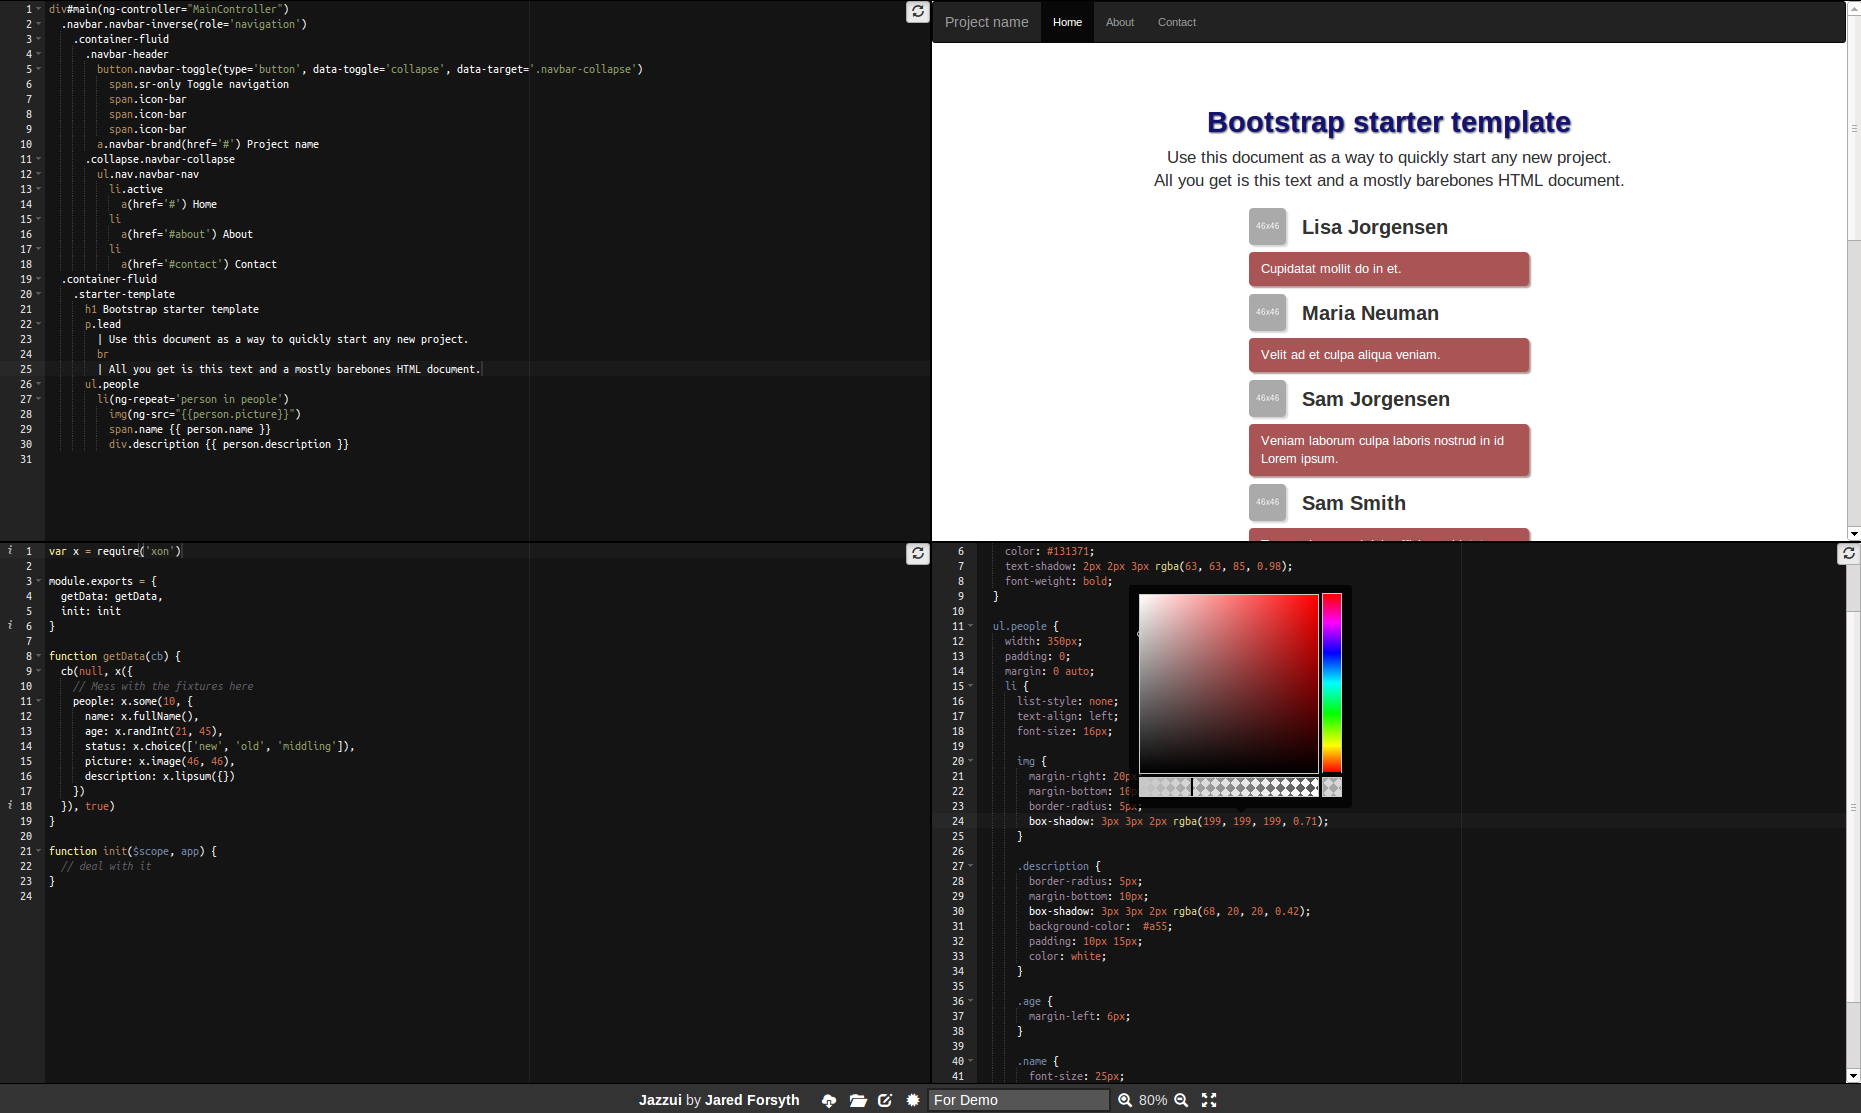 1 div#main(ng-controller="MainController")
2 .navbar.navbar-inverse(role='navigation')
3 .container-fluid
4 .navbar-header
5 button.navbar-toggle(type='button', data-toggle='collapse', data-target='.navbar-collapse')
6 span.sr-only Toggle navigation
7 span.icon-bar
8 span.icon-bar
9 span.icon-bar
10 a.navbar-brand(href='#') Project name
11 .collapse.navbar-collapse
12 ul.nav.navbar-nav
13 li.active
14 a(href='#') Home
15 li
16 a(href='#about') About
17 li
18 a(href='#contact') Contact
19 .container-fluid
20 .starter-template
21 h1 Bootstrap starter template
22 p.lead
23 | Use this document as a way to quickly start any new project.
24 br
25 | All you get is this text and a mostly barebones HTML document.
26 ul.people
27 li(ng-repeat='person in people')
28 img(ng-src="{{person.picture}}")
29 span.name {{ person.name }}
30 div.description {{ person.description }}
31
Project name Home About Contact
Bootstrap starter template
Use this document as a way to quickly start any new project.
All you get is this text and a mostly barebones HTML document.
46x46 Lisa Jorgensen
Cupidatat mollit do in et.
46x46 Maria Neuman
Velit ad et culpa aliqua veniam.
46x46 Sam Jorgensen
Veniam laborum culpa laboris nostrud in id
Lorem ipsum.
46x46 Sam Smith
i 1 var x = require('xon')
2
3 module.exports = {
4 getData: getData,
5 init: init
i 6 }
7
8 function getData(cb) {
9 cb(null, x({
10 // Mess with the fixtures here
11 people: x.some(10, {
12 name: x.fullName(),
13 age: x.randInt(21, 45),
14 status: x.choice(['new', 'old', 'middling']),
15 picture: x.image(46, 46),
16 description: x.lipsum({})
17 })
i 18 }), true)
19 }
20
21 function init($scope, app) {
22 // deal with it
23 }
24
6 color: #131371;
7 text-shadow: 2px 2px 3px rgba(63, 63, 85, 0.98);
8 font-weight: bold;
9 }
10
11 ul.people {
12 width: 350px;
13 padding: 0;
14 margin: 0 auto;
15 li {
16 list-style: none;
17 text-align: left;
18 font-size: 16px;
19
20 img {
21 margin-right: 20p
22 margin-bottom: 10
23 border-radius: 5px;
24 box-shadow: 3px 3px 2px rgba(199, 199, 199, 0.71);
25 }
26
27 .description {
28 border-radius: 5px;
29 margin-bottom: 10px;
30 box-shadow: 3px 3px 2px rgba(68, 20, 20, 0.42);
31 background-color: #a55;
32 padding: 10px 15px;
33 color: white;
34 }
35
36 .age {
37 margin-left: 6px;
38 }
39
40 .name {
41 font-size: 25px;
Jazzui by Jared Forsyth For Demo 80%